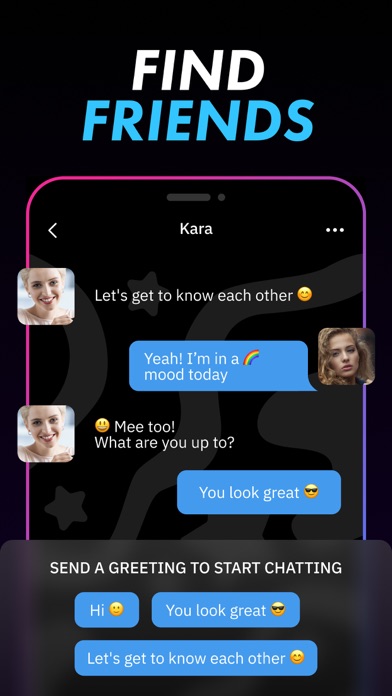 FIND
FRIENDS
Kara
Let's get to know each other 😊
Yeah! I'm in a 🌈
mood today
😃 Mee too!
What are you up to?
You look great 😎
SEND A GREETING TO START CHATTING
Hi 🙂
You look great 😎
Let's get to know each other 😊